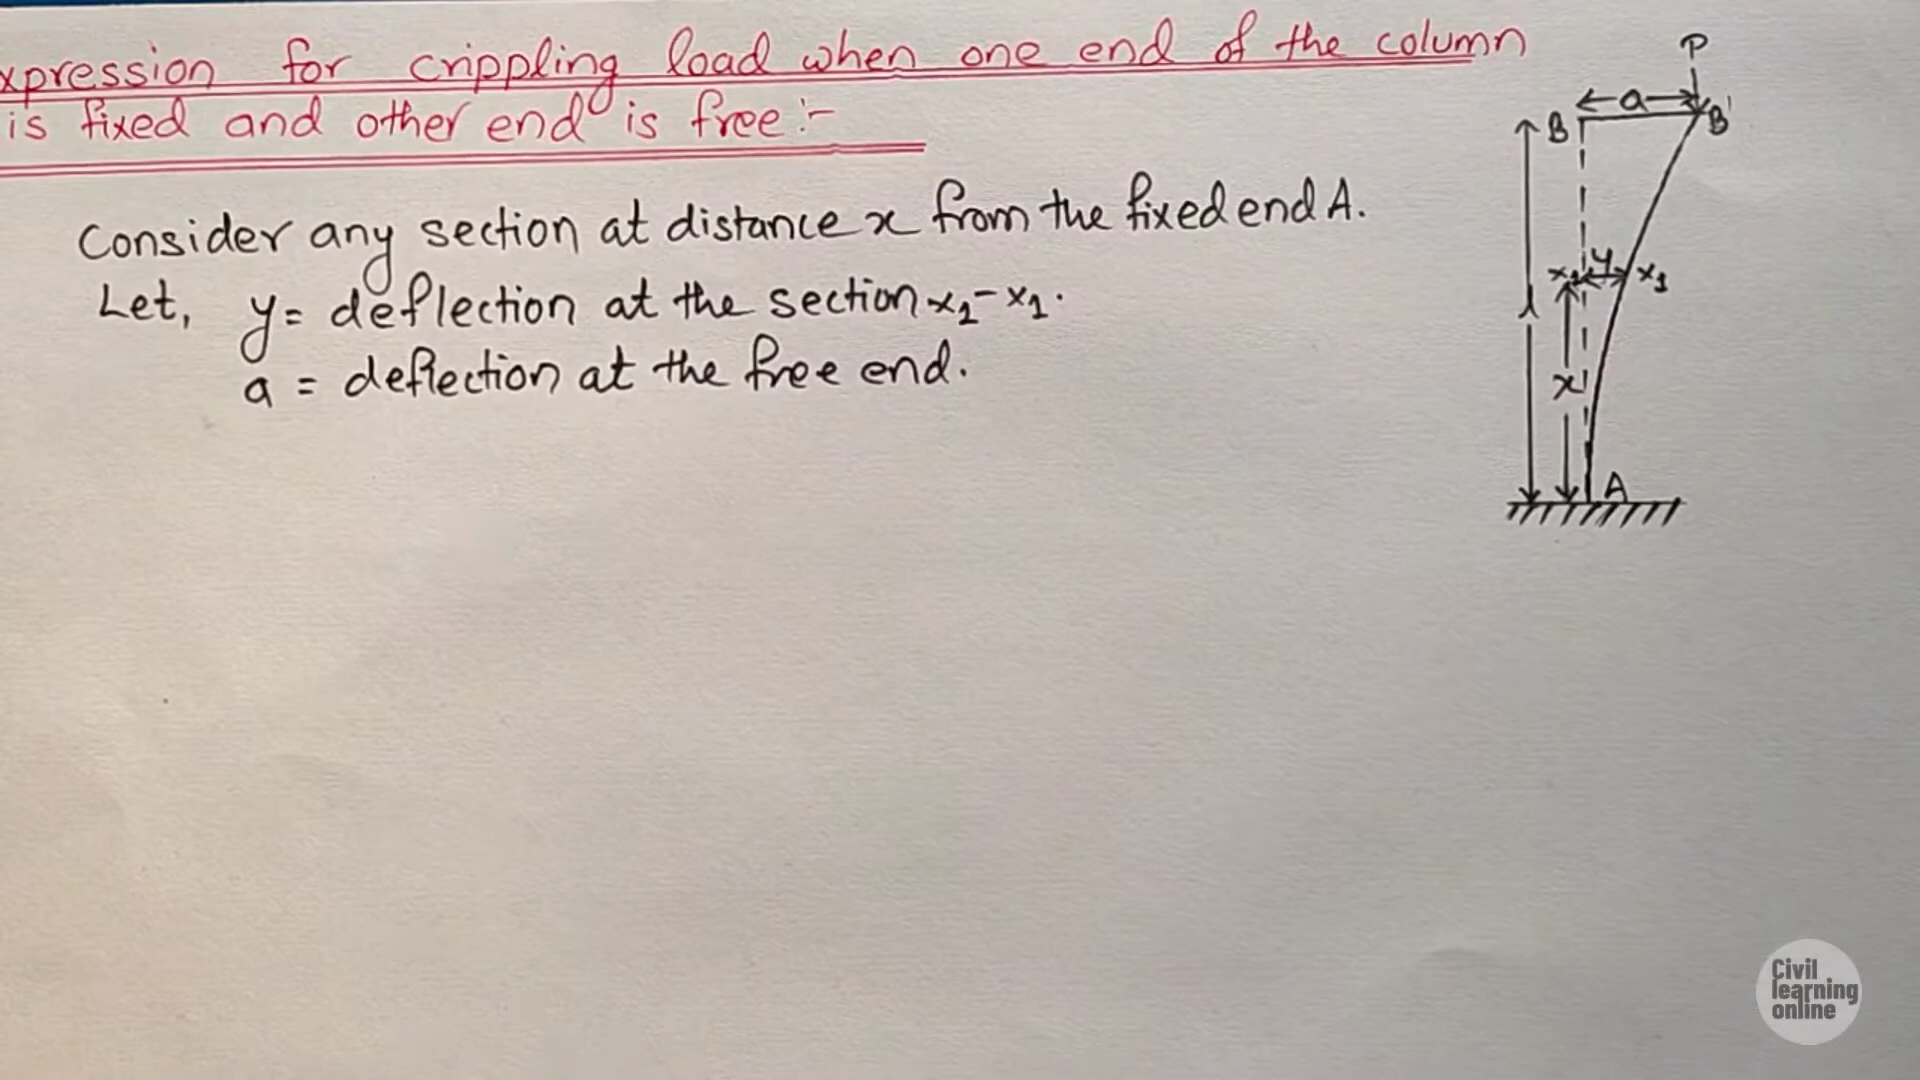 xpression for crippling load when one end of the column
is fixed and other end is free :-
Consider any section at distance x from the fixed end A.
Let, y = deflection at the section x1-x1.
a = deflection at the free end.
P
a
B B'
y x1
l
x
A
Civil
learning
online